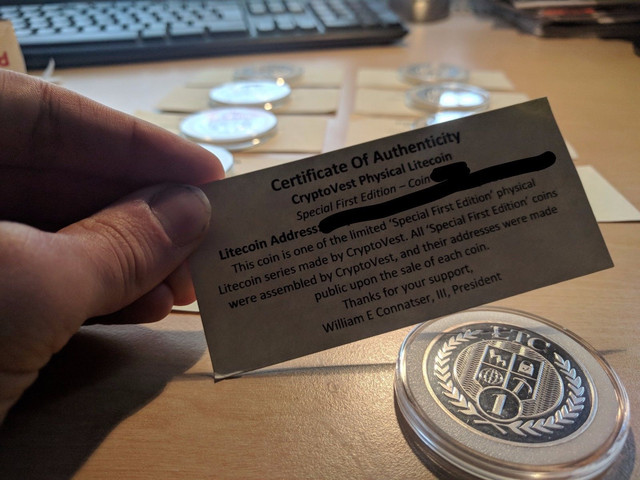 Certificate Of Authenticity
CryptoVest Physical Litecoin
Special First Edition – Coin
Litecoin Address:
This coin is one of the limited 'Special First Edition' physical
Litecoin series made by CryptoVest. All 'Special First Edition' coins
were assembled by CryptoVest, and their addresses were made
public upon the sale of each coin.
Thanks for your support,
William E Connatser, III, President
LTC
1